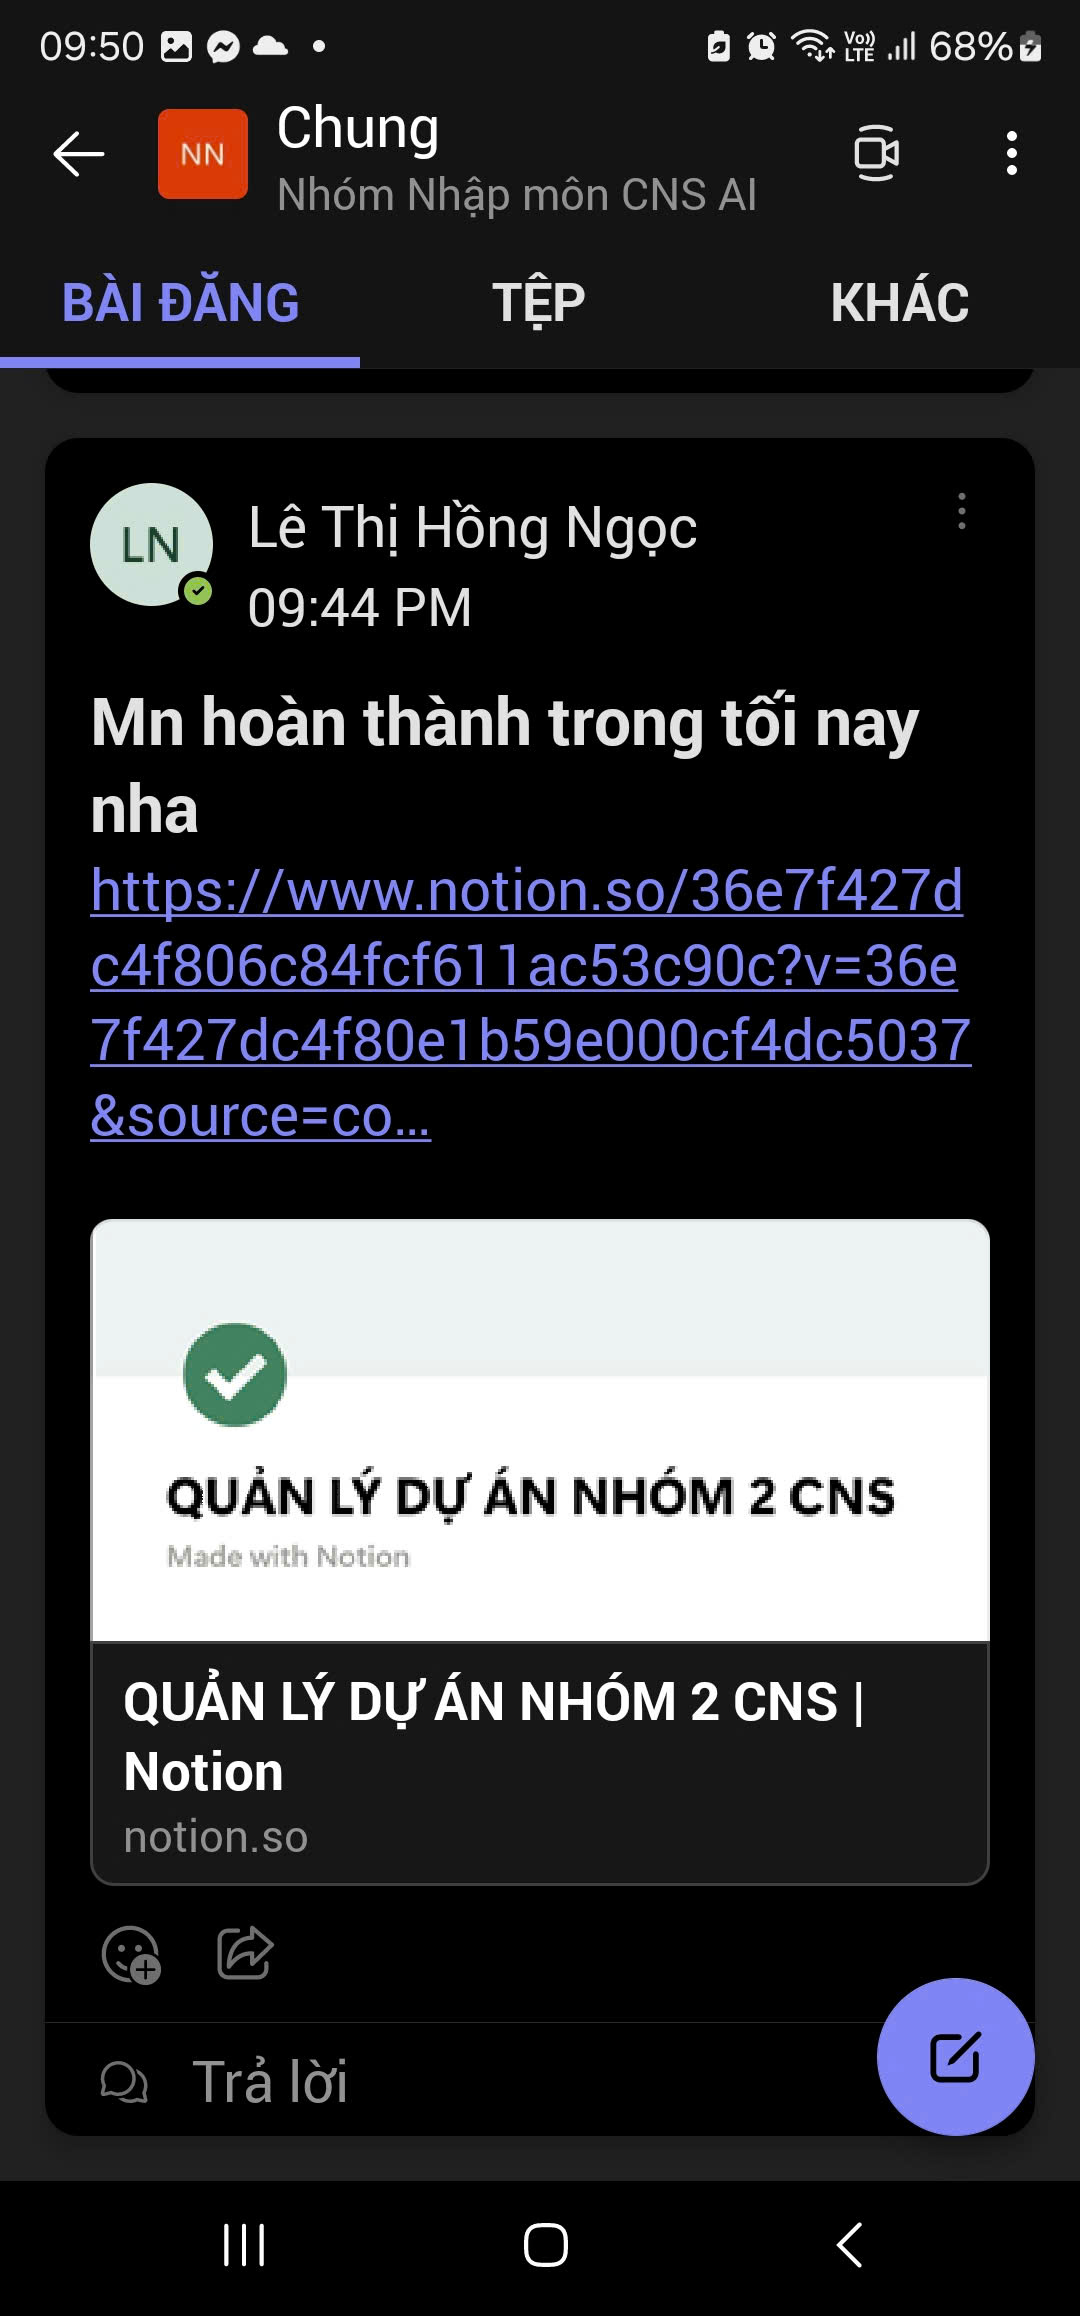 09:50
Vo))
LTE
68%
NN
Chung
Nhóm Nhập môn CNS AI
BÀI ĐĂNG
TỆP
KHÁC
LN
Lê Thị Hồng Ngọc
09:44 PM
Mn hoàn thành trong tối nay
nha
https://www.notion.so/36e7f427d
c4f806c84fcf611ac53c90c?v=36e
7f427dc4f80e1b59e000cf4dc5037
&source=co...
QUẢN LÝ DỰ ÁN NHÓM 2 CNS
Made with Notion
QUẢN LÝ DỰ ÁN NHÓM 2 CNS |
Notion
notion.so
Trả lời